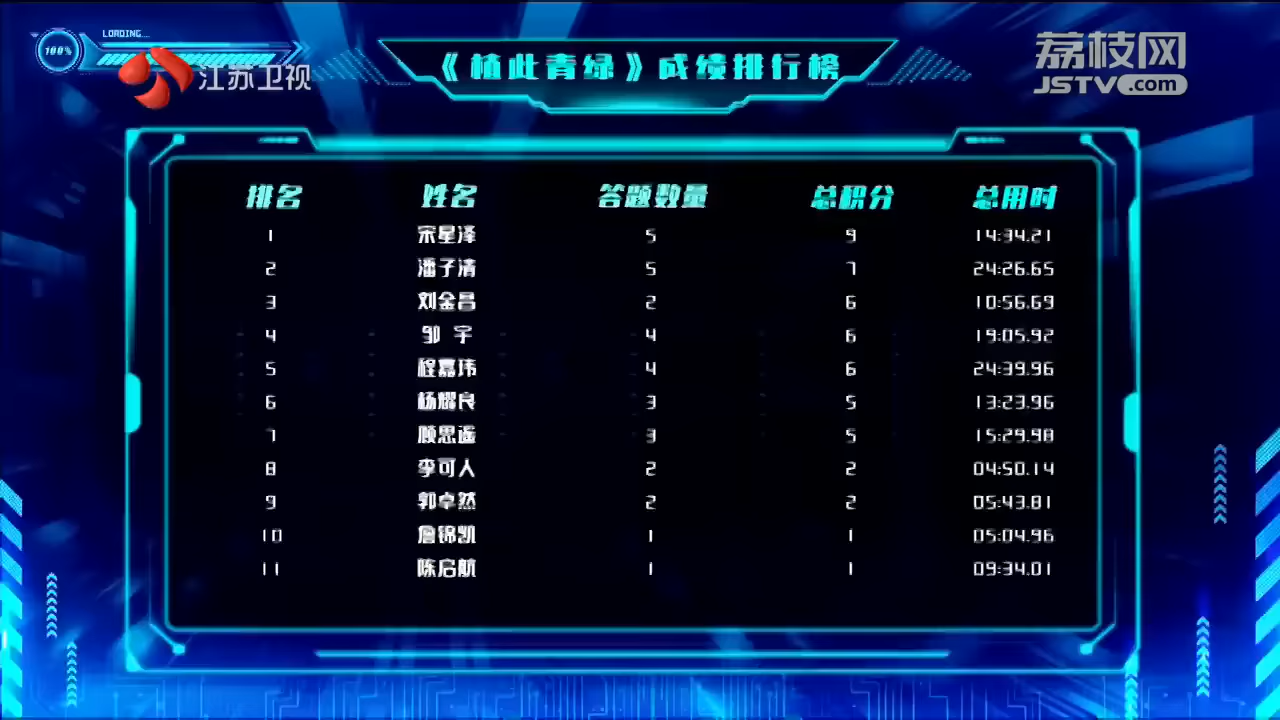 100%
LOADING...
江苏卫视
《植此青绿》成绩排行榜
荔枝网
JSTV.com
排名 姓名 答题数量 总积分 总用时
1 宋星泽 5 9 14:34.21
2 潘子清 5 7 24:26.65
3 刘金昌 2 6 10:56.69
4 邹 宇 4 6 19:05.92
5 程嘉玮 4 6 24:39.96
6 杨耀良 3 5 13:23.96
7 顾思遥 3 5 15:29.98
8 李可人 2 2 04:50.14
9 郭卓然 2 2 05:43.81
10 詹锦凯 1 1 05:04.96
11 陈启航 1 1 09:34.01